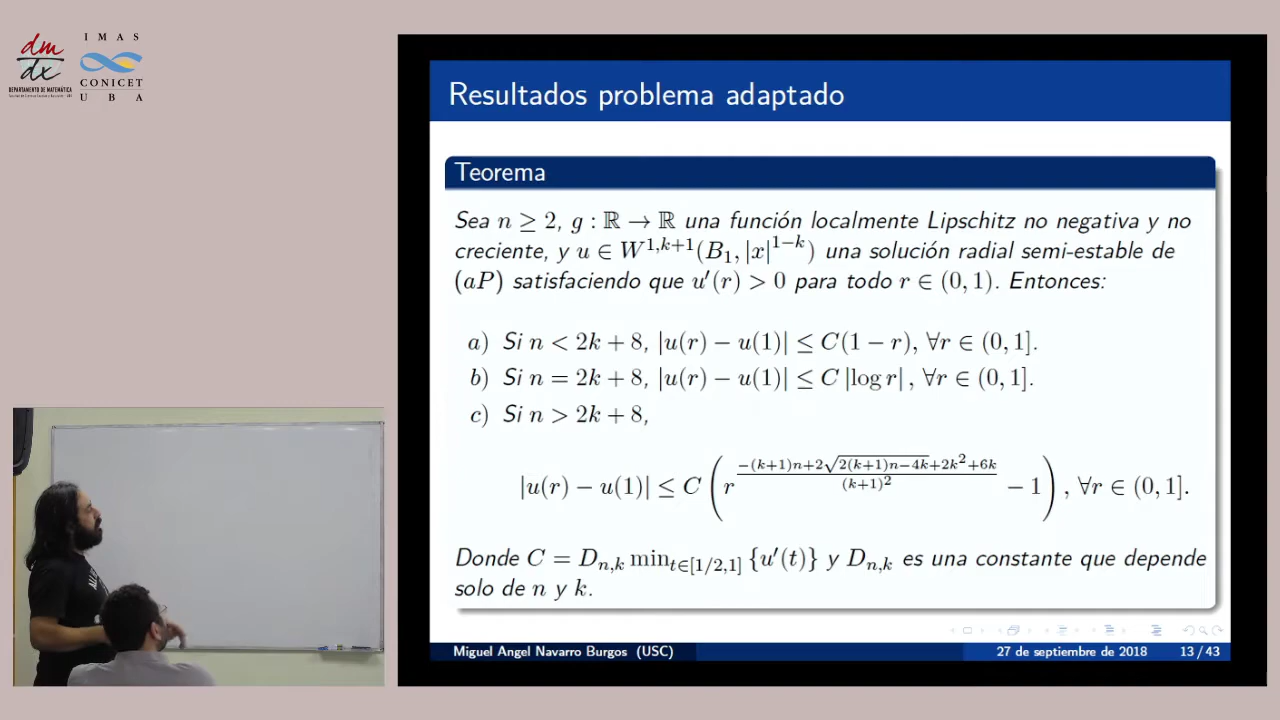 dm
dx
DEPARTAMENTO DE MATEMÁTICA
I M A S
CONICET
U B A
Resultados problema adaptado
Teorema
Sea n ≥ 2, g : ℝ → ℝ una función localmente Lipschitz no negativa y no
creciente, y u ∈ W^{1,k+1}(B_1, |x|^{1−k}) una solución radial semi-estable de
(aP) satisfaciendo que u′(r) > 0 para todo r ∈ (0, 1). Entonces:
a) Si n < 2k + 8, |u(r) − u(1)| ≤ C(1 − r), ∀r ∈ (0, 1].
b) Si n = 2k + 8, |u(r) − u(1)| ≤ C |log r| , ∀r ∈ (0, 1].
c) Si n > 2k + 8,
|u(r) − u(1)| ≤ C ( r^{\frac{−(k+1)n+2\sqrt{2(k+1)n−4k}+2k^2+6k}{(k+1)^2}} − 1 ) , ∀r ∈ (0, 1].
Donde C = D_{n,k} min_{t∈[1/2,1]} {u′(t)} y D_{n,k} es una constante que depende
solo de n y k.
Miguel Angel Navarro Burgos (USC)
27 de septiembre de 2018
13 / 43